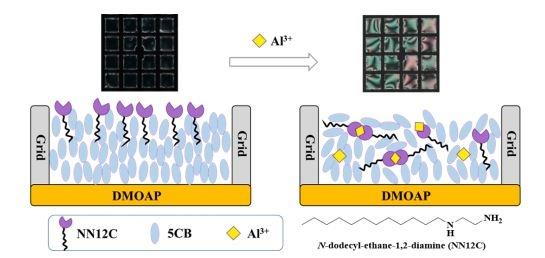 Al³⁺
Grid
Grid
Grid
Grid
DMOAP
DMOAP
NN12C
5CB
Al³⁺
NH₂
N
H
N-dodecyl-ethane-1,2-diamine (NN12C)